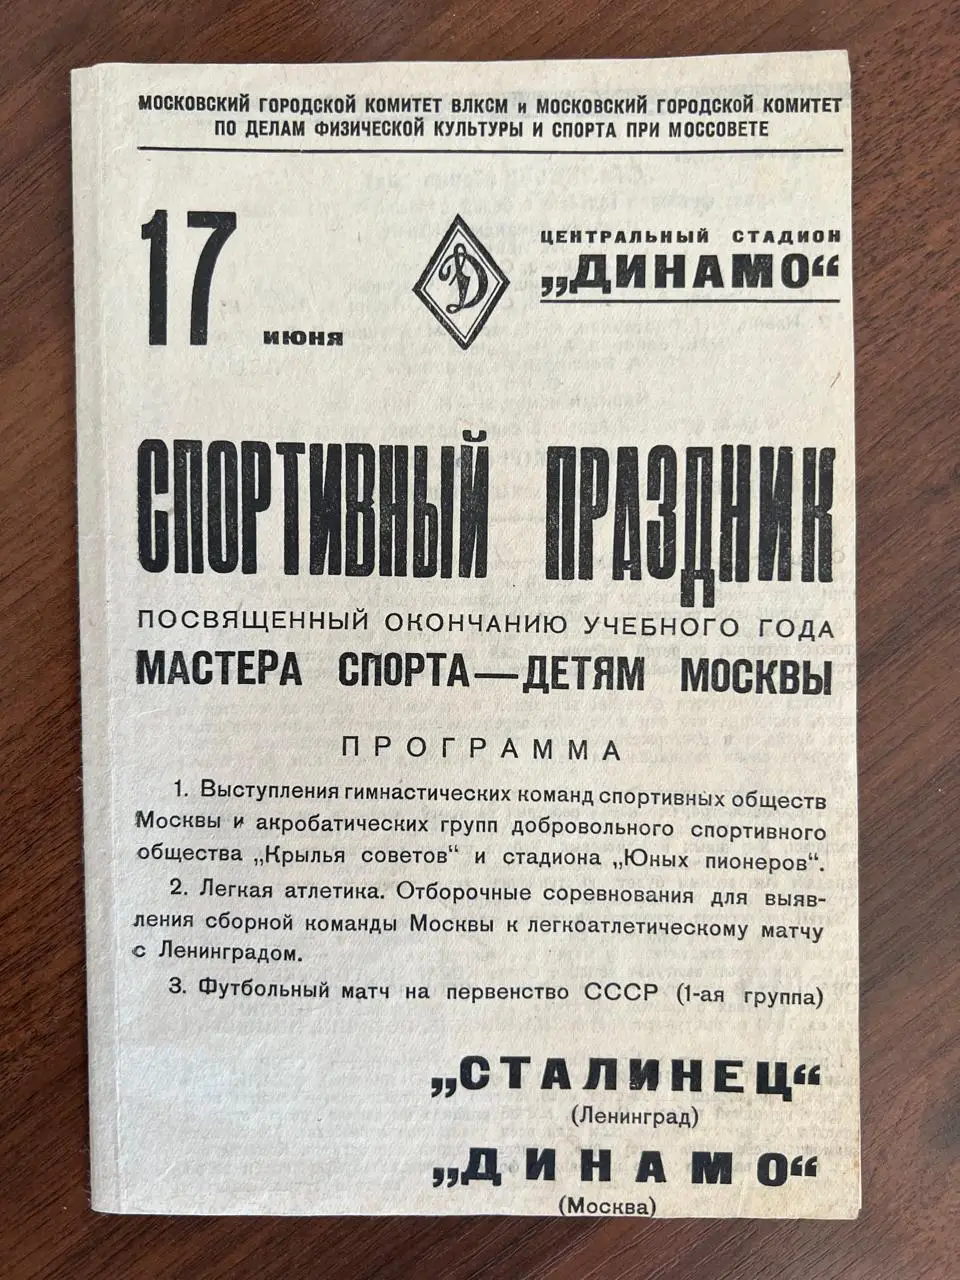 МОСКОВСКИЙ ГОРОДСКОЙ КОМИТЕТ ВЛКСМ и МОСКОВСКИЙ ГОРОДСКОЙ КОМИТЕТ
ПО ДЕЛАМ ФИЗИЧЕСКОЙ КУЛЬТУРЫ И СПОРТА ПРИ МОССОВЕТЕ
17 ИЮНЯ
Д
ЦЕНТРАЛЬНЫЙ СТАДИОН
„ДИНАМО“
СПОРТИВНЫЙ ПРАЗДНИК
ПОСВЯЩЕННЫЙ ОКОНЧАНИЮ УЧЕБНОГО ГОДА
МАСТЕРА СПОРТА—ДЕТЯМ МОСКВЫ
ПРОГРАММА
1. Выступления гимнастических команд спортивных обществ
Москвы и акробатических групп добровольного спортивного
общества „Крылья советов“ и стадиона „Юных пионеров“.
2. Легкая атлетика. Отборочные соревнования для выяв-
ления сборной команды Москвы к легкоатлетическому матчу
с Ленинградом.
3. Футбольный матч на первенство СССР (1-ая группа)
„СТАЛИНЕЦ“
(Ленинград)
„ДИНАМО“
(Москва)